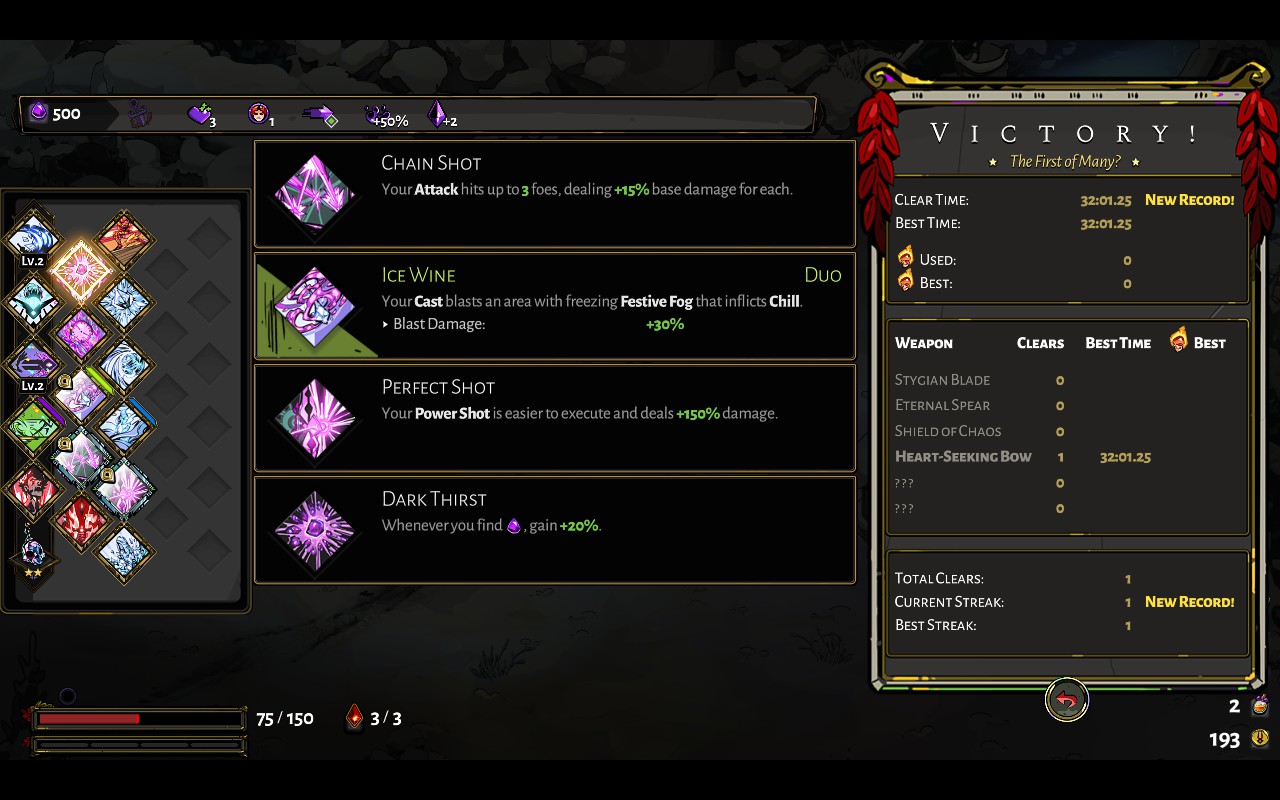 500
3
1
+50%
+2
Lv.2
Lv.2
CHAIN SHOT
Your Attack hits up to 3 foes, dealing +15% base damage for each.
ICE WINE
DUO
Your Cast blasts an area with freezing Festive Fog that inflicts Chill.
Blast Damage: +30%
PERFECT SHOT
Your Power Shot is easier to execute and deals +150% damage.
DARK THIRST
Whenever you find , gain +20%.
75 / 150
3 / 3
VICTORY!
The First of Many?
CLEAR TIME: 32:01.25 NEW RECORD!
BEST TIME: 32:01.25
USED: 0
BEST: 0
WEAPON CLEARS BEST TIME BEST
STYGIAN BLADE 0
ETERNAL SPEAR 0
SHIELD OF CHAOS 0
HEART-SEEKING BOW 1 32:01.25
??? 0
??? 0
TOTAL CLEARS: 1
CURRENT STREAK: 1 NEW RECORD!
BEST STREAK: 1
2
193